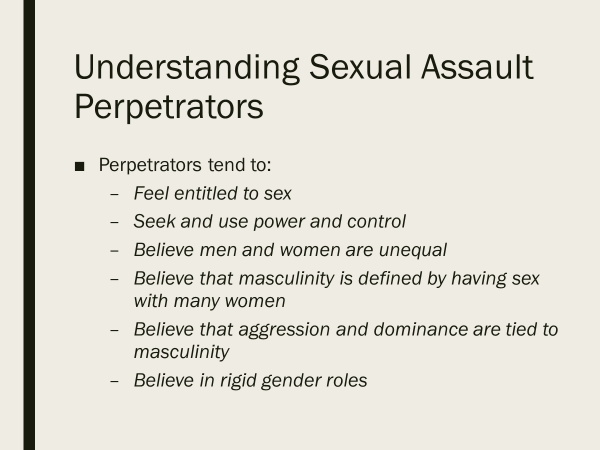 Understanding Sexual Assault
Perpetrators
■ Perpetrators tend to:
– Feel entitled to sex
– Seek and use power and control
– Believe men and women are unequal
– Believe that masculinity is defined by having sex
with many women
– Believe that aggression and dominance are tied to
masculinity
– Believe in rigid gender roles